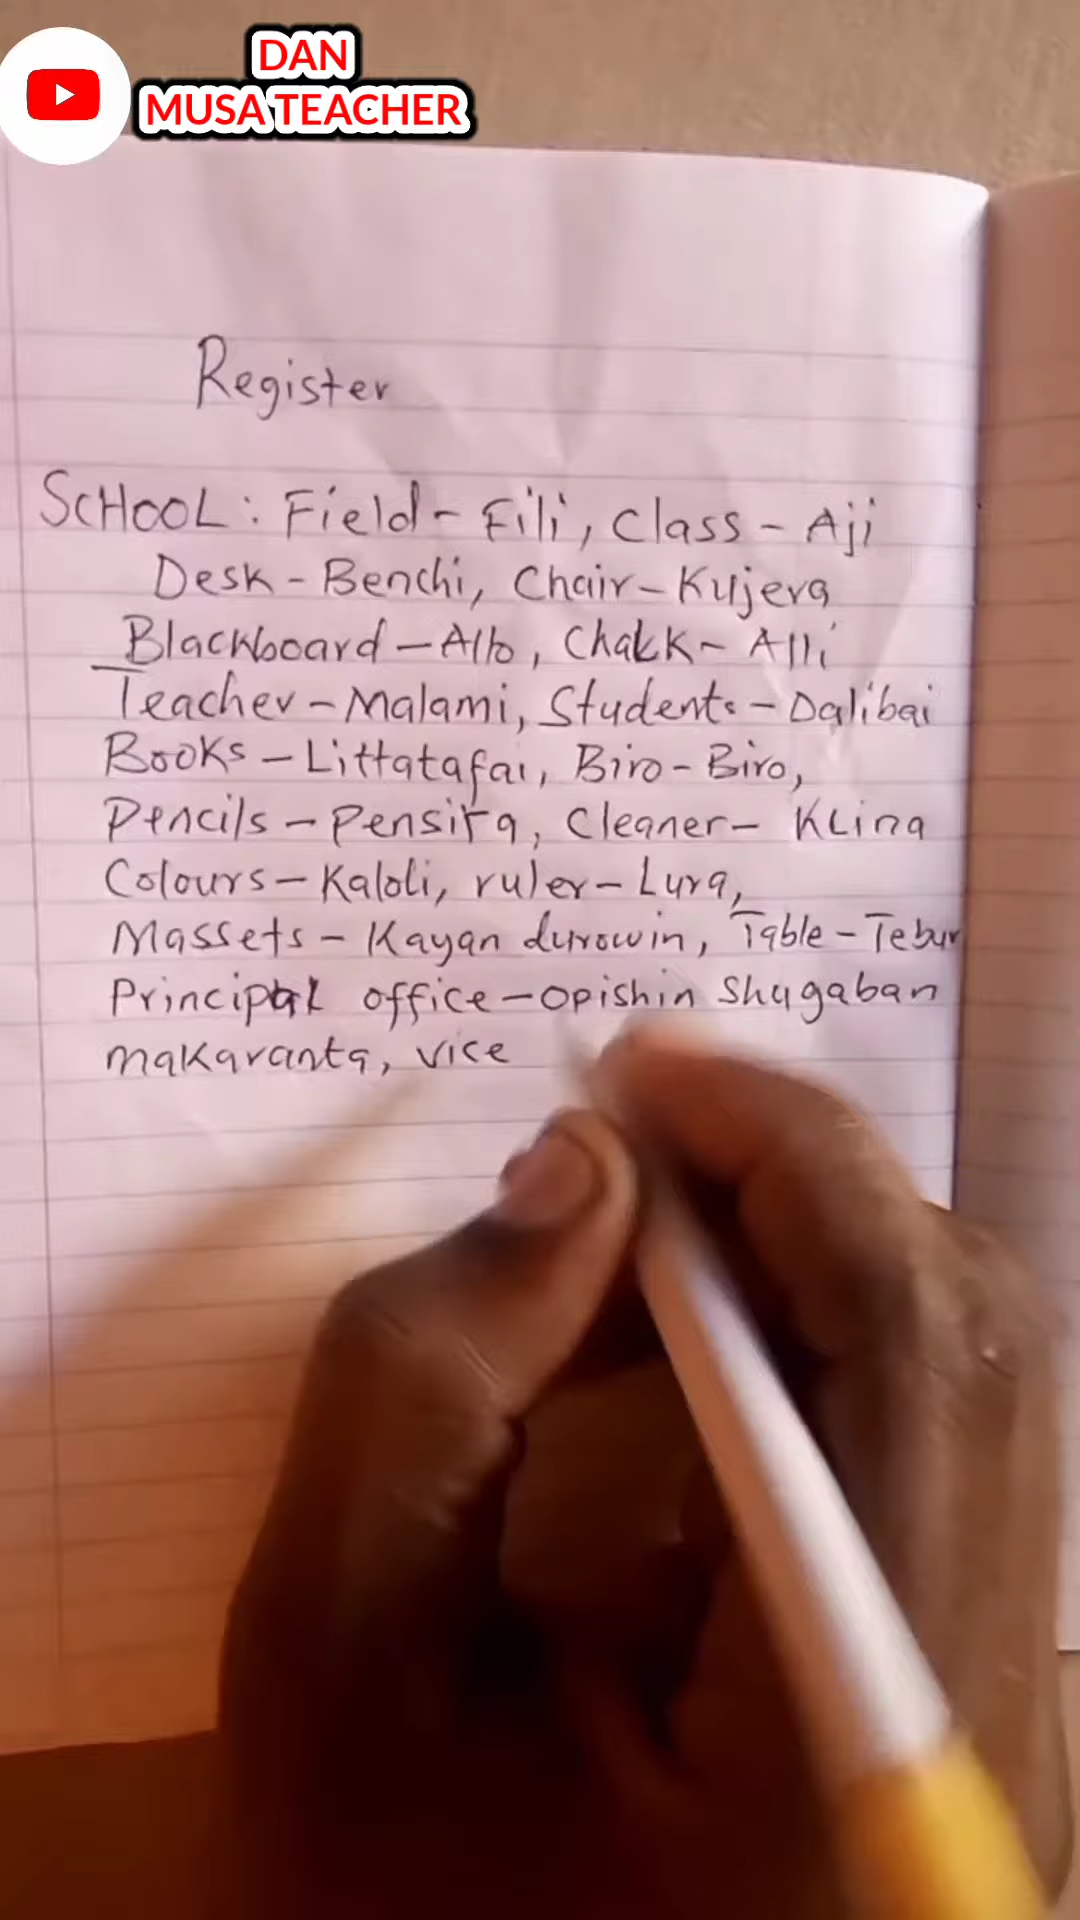 DAN
MUSA TEACHER
Register
SCHOOL: Field - Fili, Class - Aji
Desk - Benchi, Chair - Kujera
Blackboard - Allo, Chalk - Alli
Teacher - Malami, Students - Dalibai
Books - Littatafai, Biro - Biro,
Pencils - Pensira, Cleaner - KLina
Colours - Kaloli, ruler - Lura,
Massets - Kayan durowin, Table - Tebur
Principal office - Opishin Shugaban
makaranta, vice